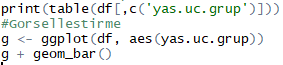 print(table(df[,c('yas.uc.grup')]))
#Gorsellestirme
g <- ggplot(df, aes(yas.uc.grup))
g + geom_bar()